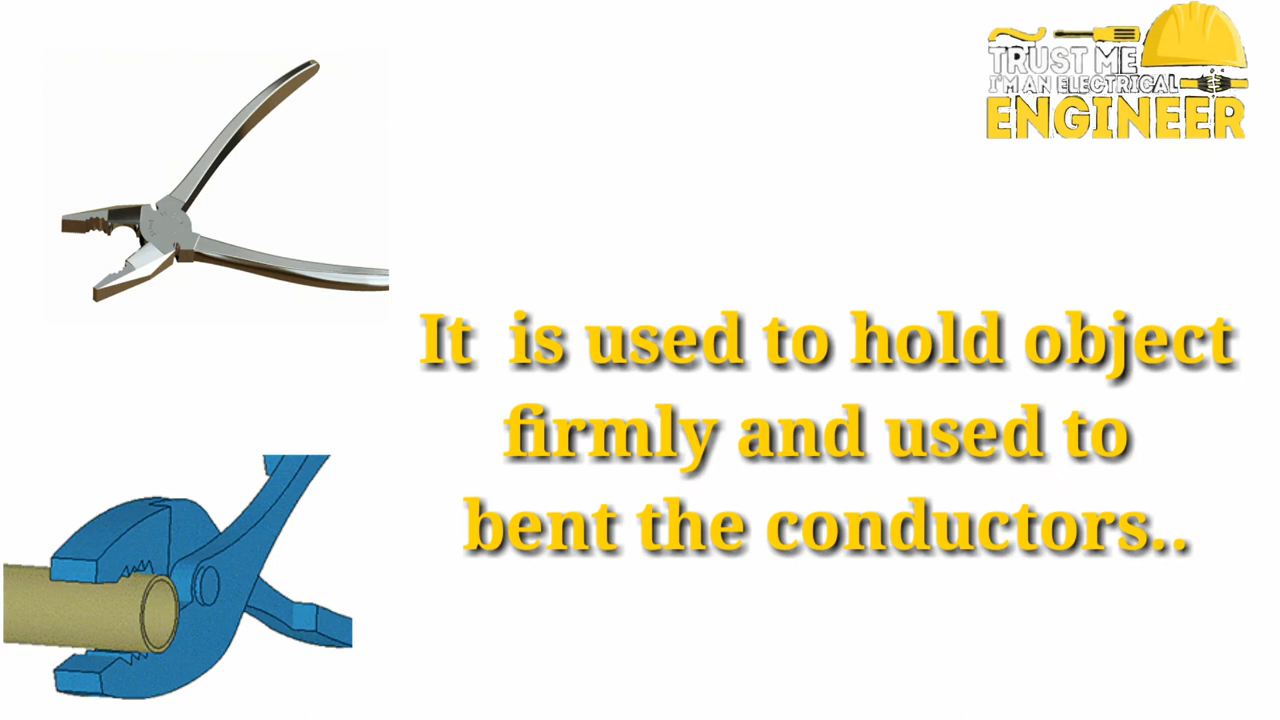 TRUST ME
I'M AN ELECTRICAL
ENGINEER
It is used to hold object
firmly and used to
bent the conductors..